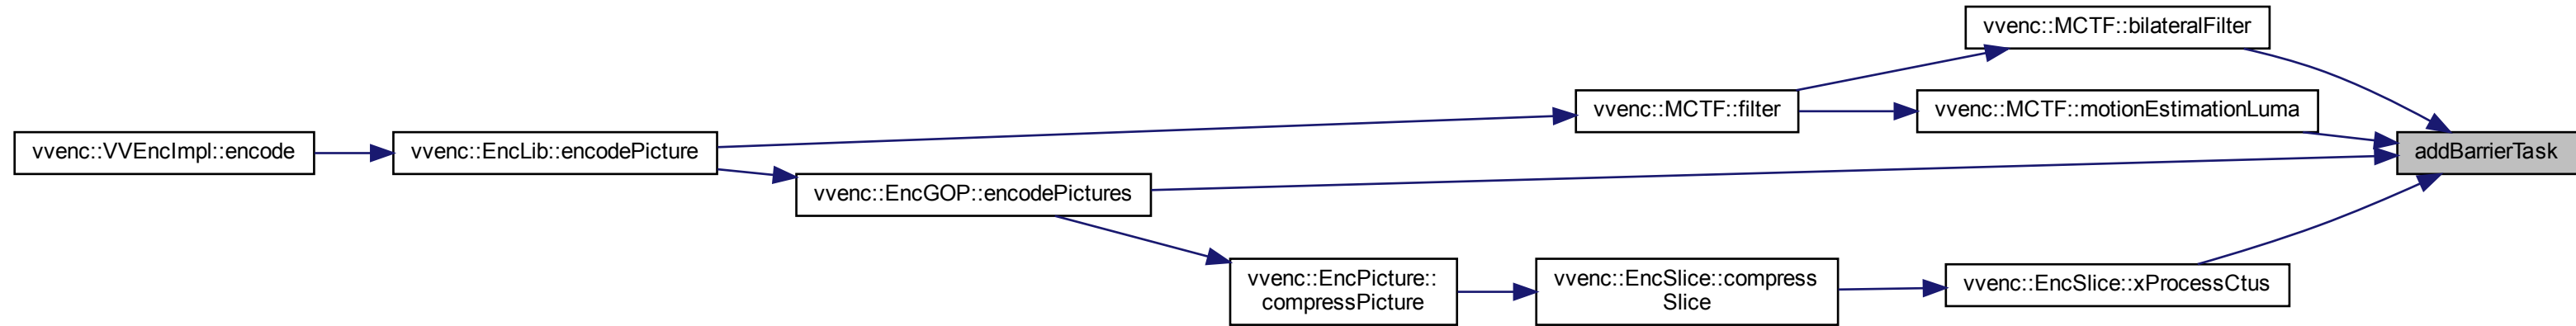 vvenc::VVEncImpl::encode
vvenc::EncLib::encodePicture
vvenc::EncGOP::encodePictures
vvenc::EncPicture::
compressPicture
vvenc::MCTF::filter
vvenc::EncSlice::compress
Slice
vvenc::MCTF::bilateralFilter
vvenc::MCTF::motionEstimationLuma
vvenc::EncSlice::xProcessCtus
addBarrierTask